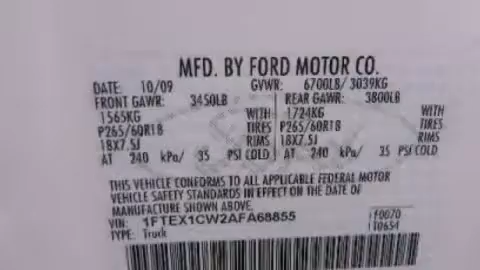 MFD. BY FORD MOTOR CO.
DATE: 10/09 GVWR: 6700LB/ 3039KG
FRONT GAWR: 3450LB REAR GAWR: 3800LB
1565KG WITH 1724KG WITH
P265/60R18 TIRES P265/60R18 TIRES
18X7.5J RIMS 18X7.5J RIMS
AT 240 kPa/ 35 PSI COLD AT 240 kPa/ 35 PSI COLD
THIS VEHICLE CONFORMS TO ALL APPLICABLE FEDERAL MOTOR
VEHICLE SAFETY STANDARDS IN EFFECT ON THE DATE OF
MANUFACTURE SHOWN ABOVE.
VIN: 1FTEX1CW2AFA68855 F0070
TYPE: Truck T0654